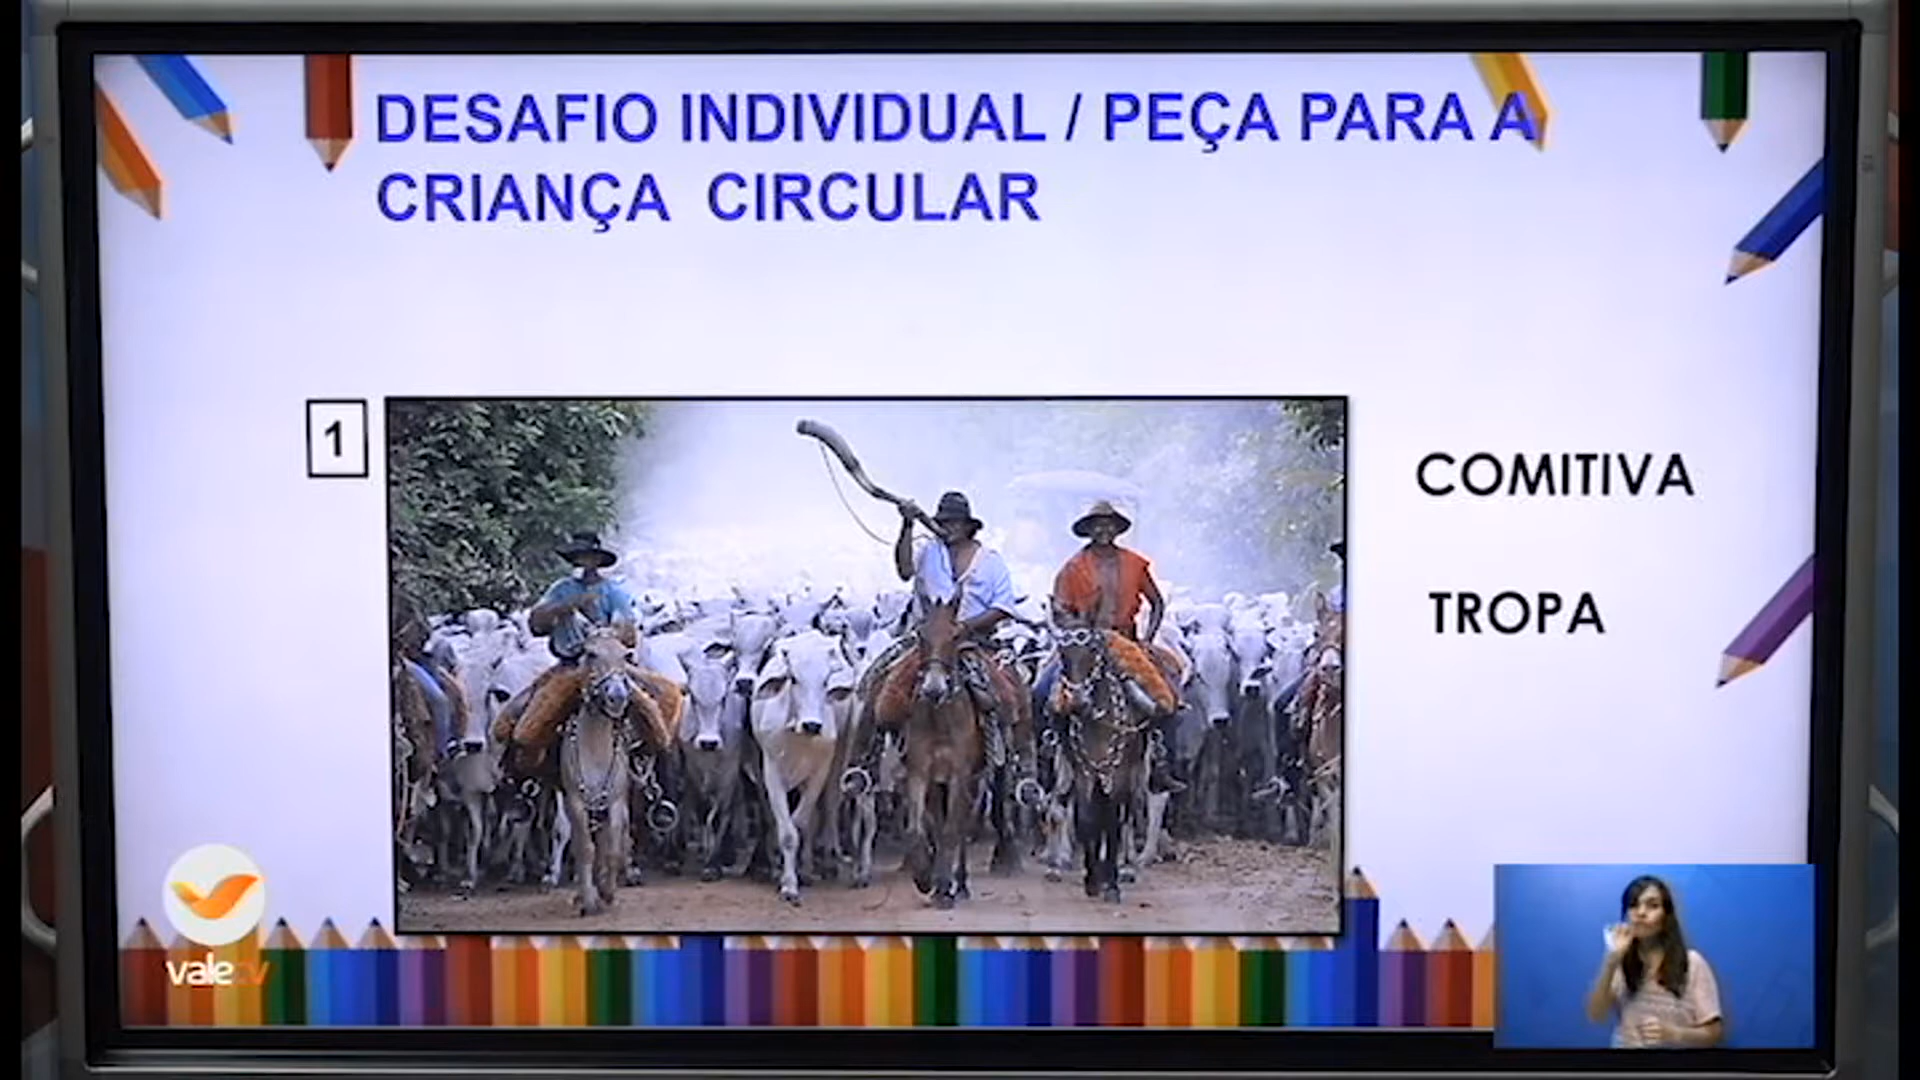 DESAFIO INDIVIDUAL / PEÇA PARA A
CRIANÇA CIRCULAR
1
COMITIVA
TROPA
valetv